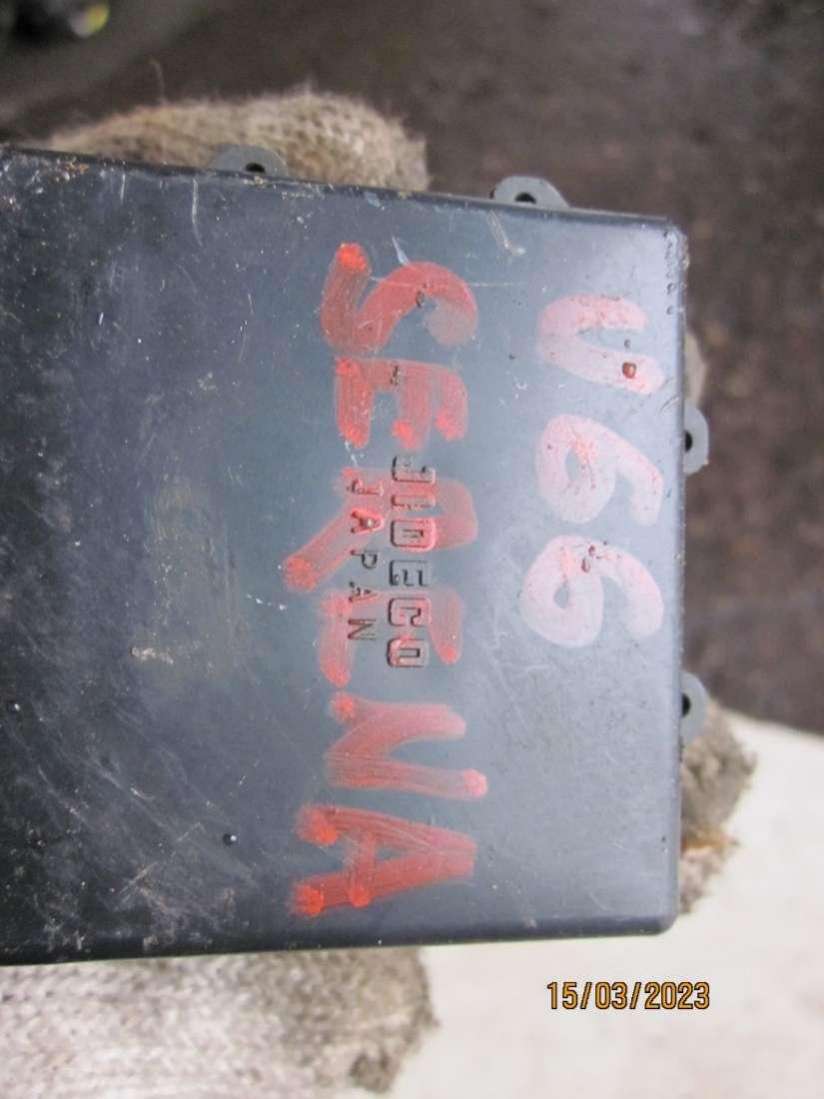 U66
SERENA
JIDECO
JAPAN
15/03/2023